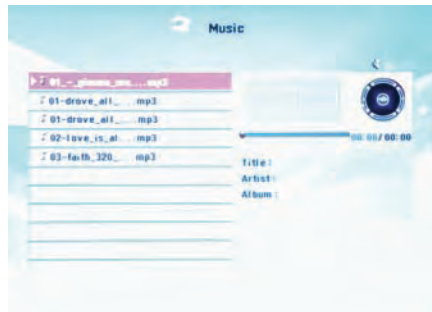 Music
01-drove_all_...mp3
01-drove_all_...mp3
02-love_is_al...mp3
03-faith_320_...mp3
00:00/00:00
Title:
Artist:
Album: